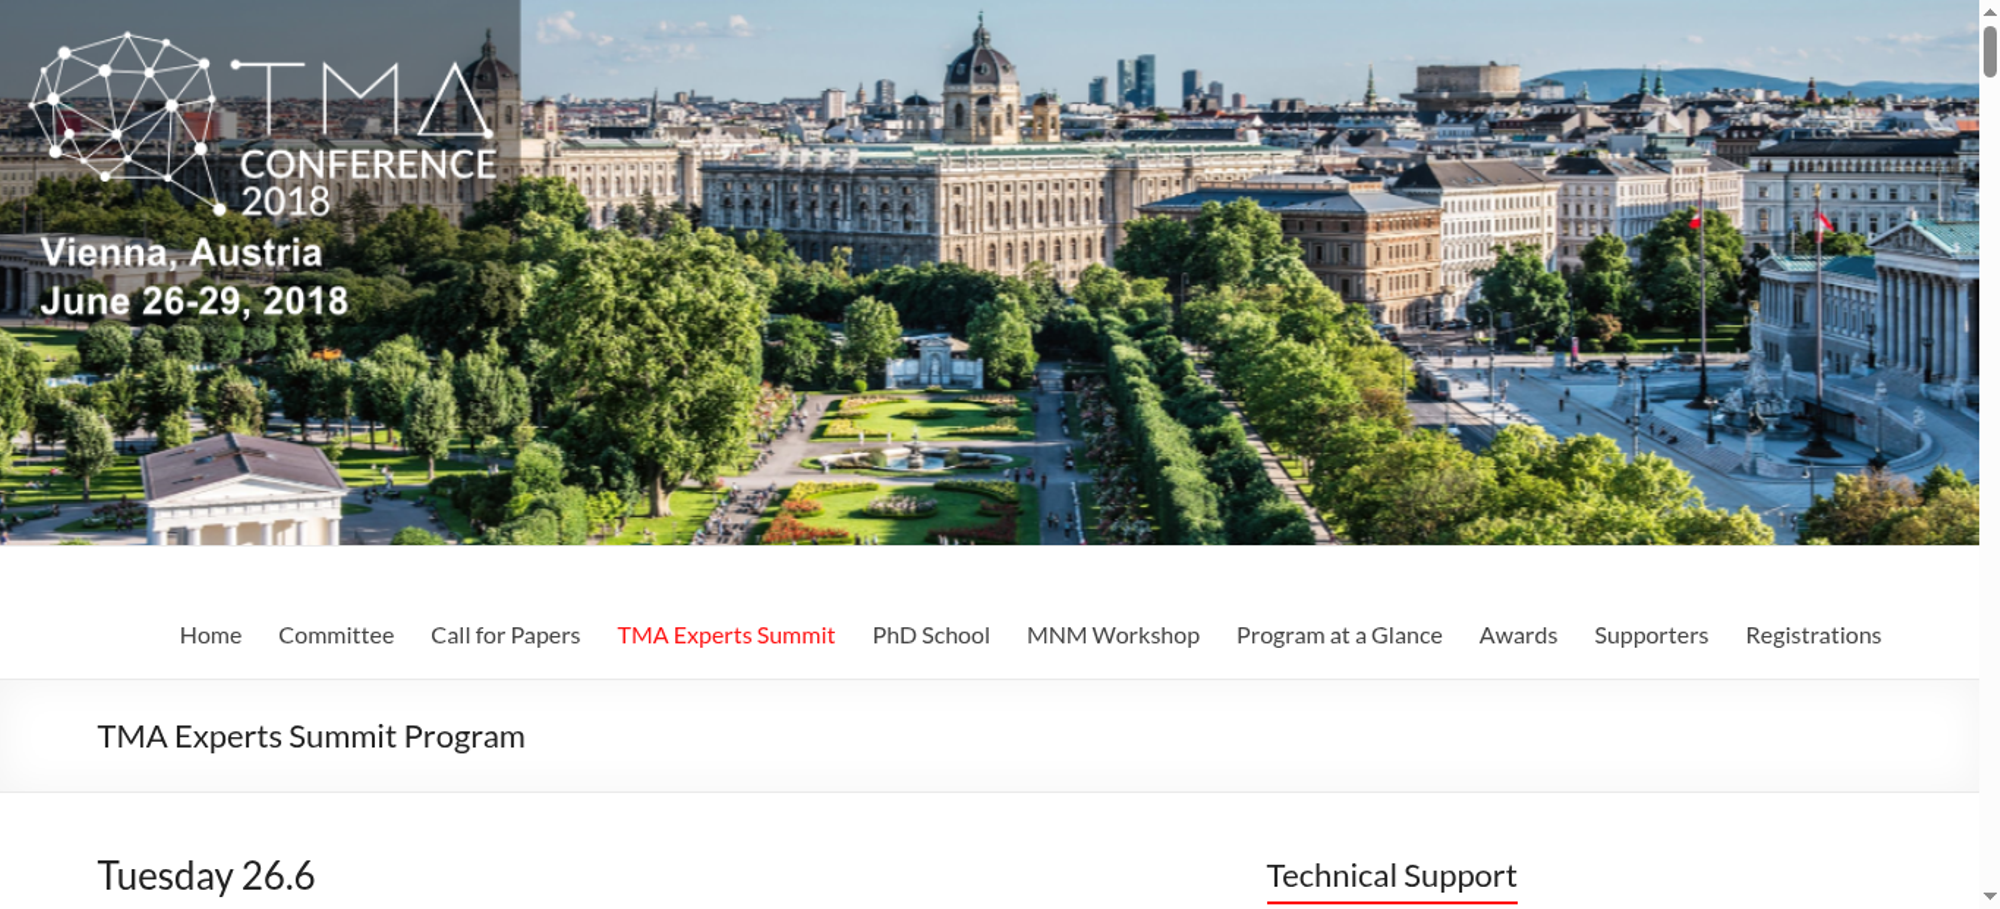 TMA
CONFERENCE
2018
Vienna, Austria
June 26-29, 2018
Home Committee Call for Papers TMA Experts Summit PhD School MNM Workshop Program at a Glance Awards Supporters Registrations
TMA Experts Summit Program
Tuesday 26.6
Technical Support